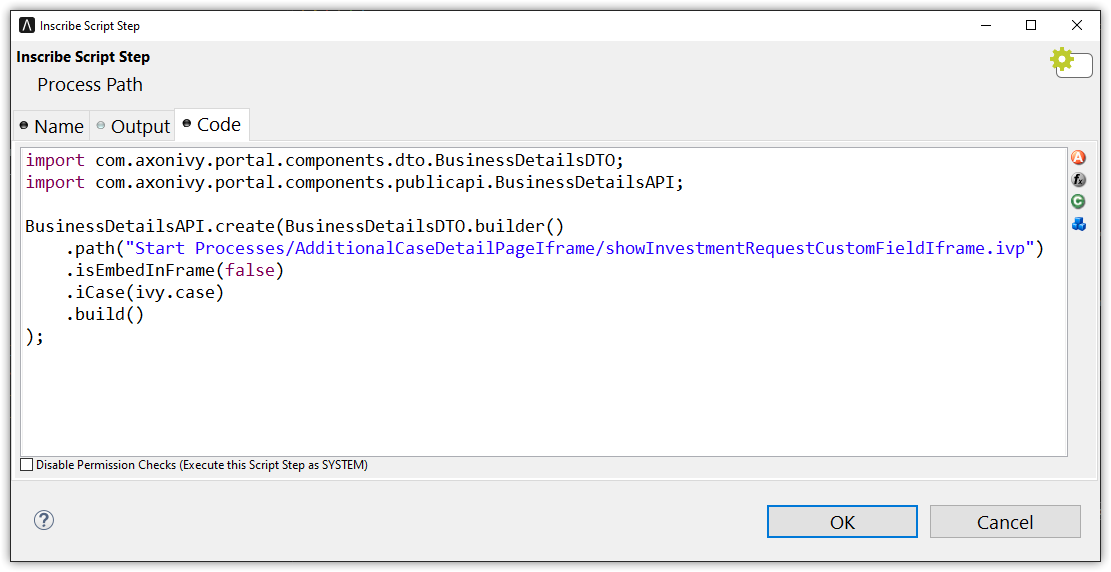 Inscribe Script Step
Inscribe Script Step
Process Path
Name Output Code
import com.axonivy.portal.components.dto.BusinessDetailsDTO;
import com.axonivy.portal.components.publicapi.BusinessDetailsAPI;
BusinessDetailsAPI.create(BusinessDetailsDTO.builder()
.path("Start Processes/AdditionalCaseDetailPageIframe/showInvestmentRequestCustomFieldIframe.ivp")
.isEmbedInFrame(false)
.iCase(ivy.case)
.build()
);
A
fx
C
Disable Permission Checks (Execute this Script Step as SYSTEM)
? OK Cancel